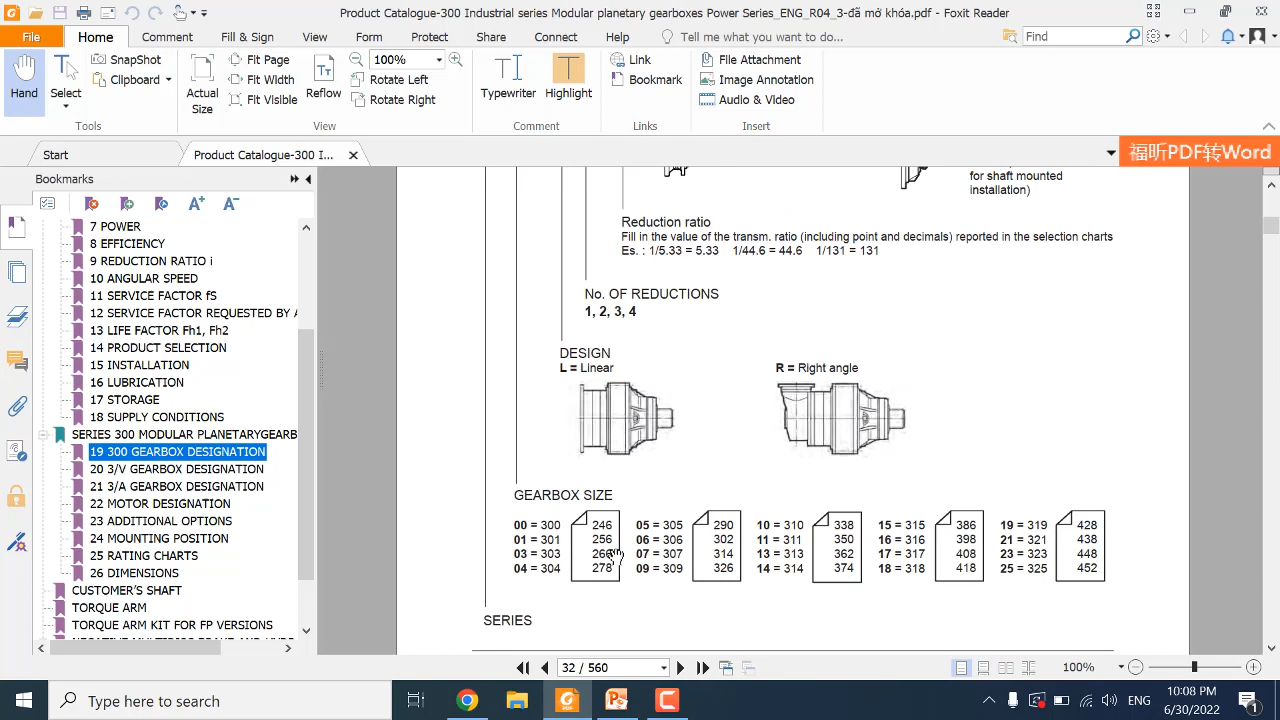 Product Catalogue-300 Industrial series Modular planetary gearboxes Power Series_ENG_R04_3-đã mở khóa.pdf - Foxit Reader
File Home Comment Fill & Sign View Form Protect Share Connect Help Tell me what you want to do... Find
Hand
Select
SnapShot
Clipboard
Tools
Actual Size
Fit Page
Fit Width
Fit Visible
Reflow
100%
Rotate Left
Rotate Right
View
Typewriter
Highlight
Comment
Link
Bookmark
Links
File Attachment
Image Annotation
Audio & Video
Insert
Start
Product Catalogue-300 I...
福昕PDF转Word
Bookmarks
7 POWER
8 EFFICIENCY
9 REDUCTION RATIO i
10 ANGULAR SPEED
11 SERVICE FACTOR fS
12 SERVICE FACTOR REQUESTED BY A
13 LIFE FACTOR Fh1, Fh2
14 PRODUCT SELECTION
15 INSTALLATION
16 LUBRICATION
17 STORAGE
18 SUPPLY CONDITIONS
SERIES 300 MODULAR PLANETARYGEARB
19 300 GEARBOX DESIGNATION
20 3/V GEARBOX DESIGNATION
21 3/A GEARBOX DESIGNATION
22 MOTOR DESIGNATION
23 ADDITIONAL OPTIONS
24 MOUNTING POSITION
25 RATING CHARTS
26 DIMENSIONS
CUSTOMER'S SHAFT
TORQUE ARM
TORQUE ARM KIT FOR FP VERSIONS
for shaft mounted
installation)
Reduction ratio
Fill in the value of the transm. ratio (including point and decimals) reported in the selection charts
Es. : 1/5.33 = 5.33 1/44.6 = 44.6 1/131 = 131
No. OF REDUCTIONS
1, 2, 3, 4
DESIGN
L = Linear R = Right angle
GEARBOX SIZE
00 = 300 246 05 = 305 290 10 = 310 338 15 = 315 386 19 = 319 428
01 = 301 256 06 = 306 302 11 = 311 350 16 = 316 398 21 = 321 438
03 = 303 266 07 = 307 314 13 = 313 362 17 = 317 408 23 = 323 448
04 = 304 278 09 = 309 326 14 = 314 374 18 = 318 418 25 = 325 452
SERIES
32 / 560
100%
Type here to search
ENG
10:08 PM
6/30/2022
1